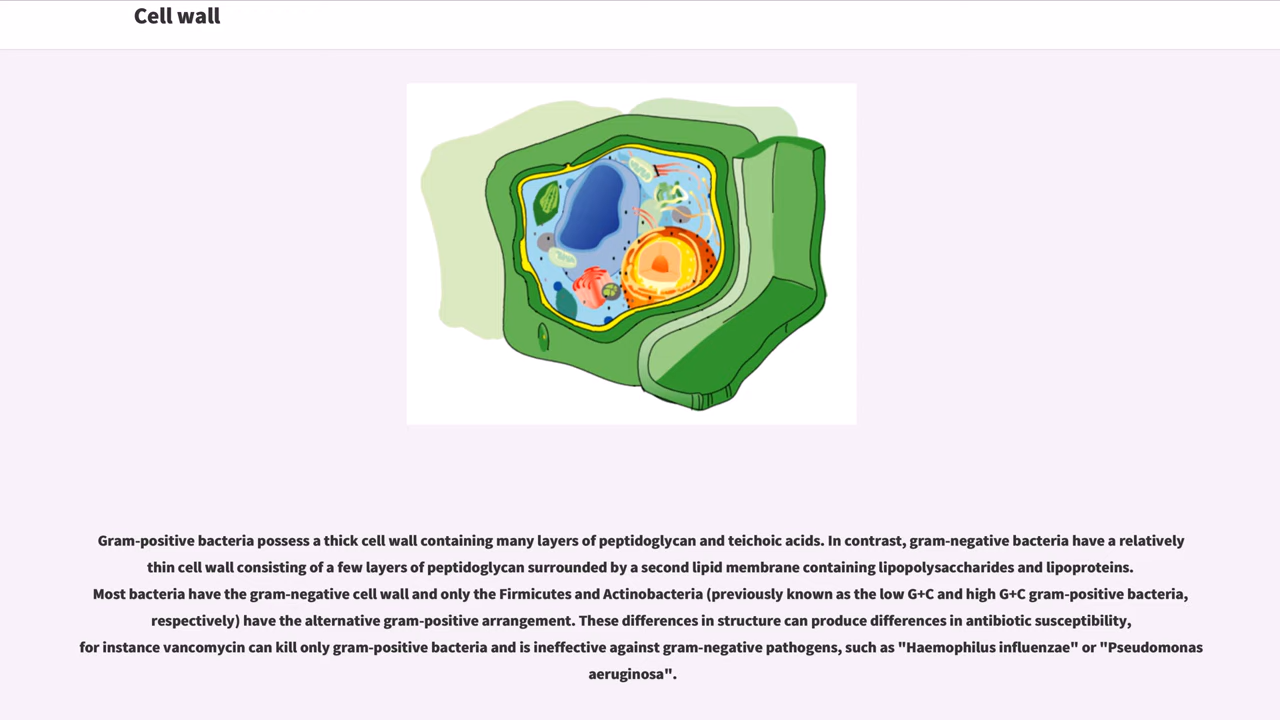 Cell wall
Gram-positive bacteria possess a thick cell wall containing many layers of peptidoglycan and teichoic acids. In contrast, gram-negative bacteria have a relatively
thin cell wall consisting of a few layers of peptidoglycan surrounded by a second lipid membrane containing lipopolysaccharides and lipoproteins.
Most bacteria have the gram-negative cell wall and only the Firmicutes and Actinobacteria (previously known as the low G+C and high G+C gram-positive bacteria,
respectively) have the alternative gram-positive arrangement. These differences in structure can produce differences in antibiotic susceptibility,
for instance vancomycin can kill only gram-positive bacteria and is ineffective against gram-negative pathogens, such as "Haemophilus influenzae" or "Pseudomonas
aeruginosa".